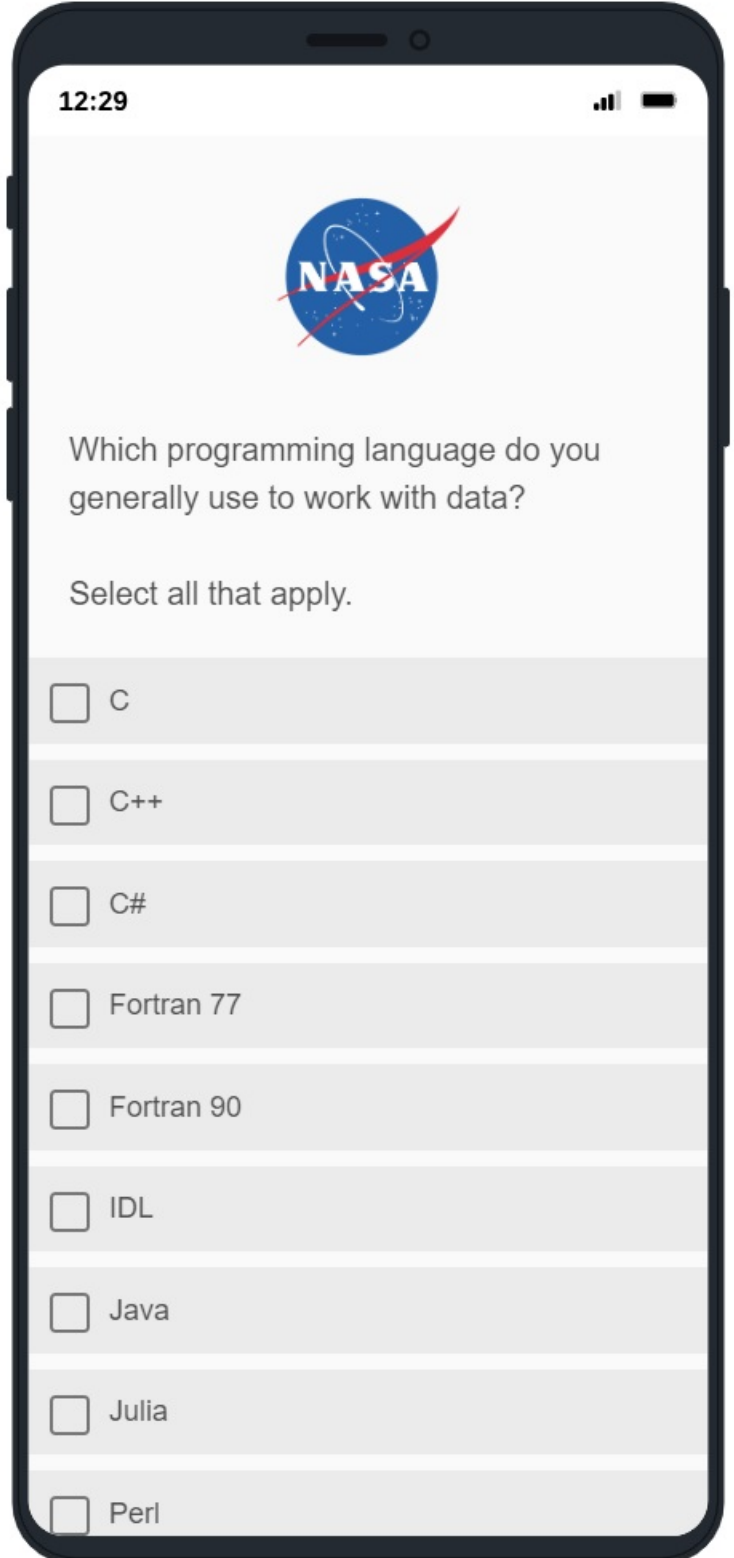 12:29
NASA
Which programming language do you
generally use to work with data?
Select all that apply.
C
C++
C#
Fortran 77
Fortran 90
IDL
Java
Julia
Perl